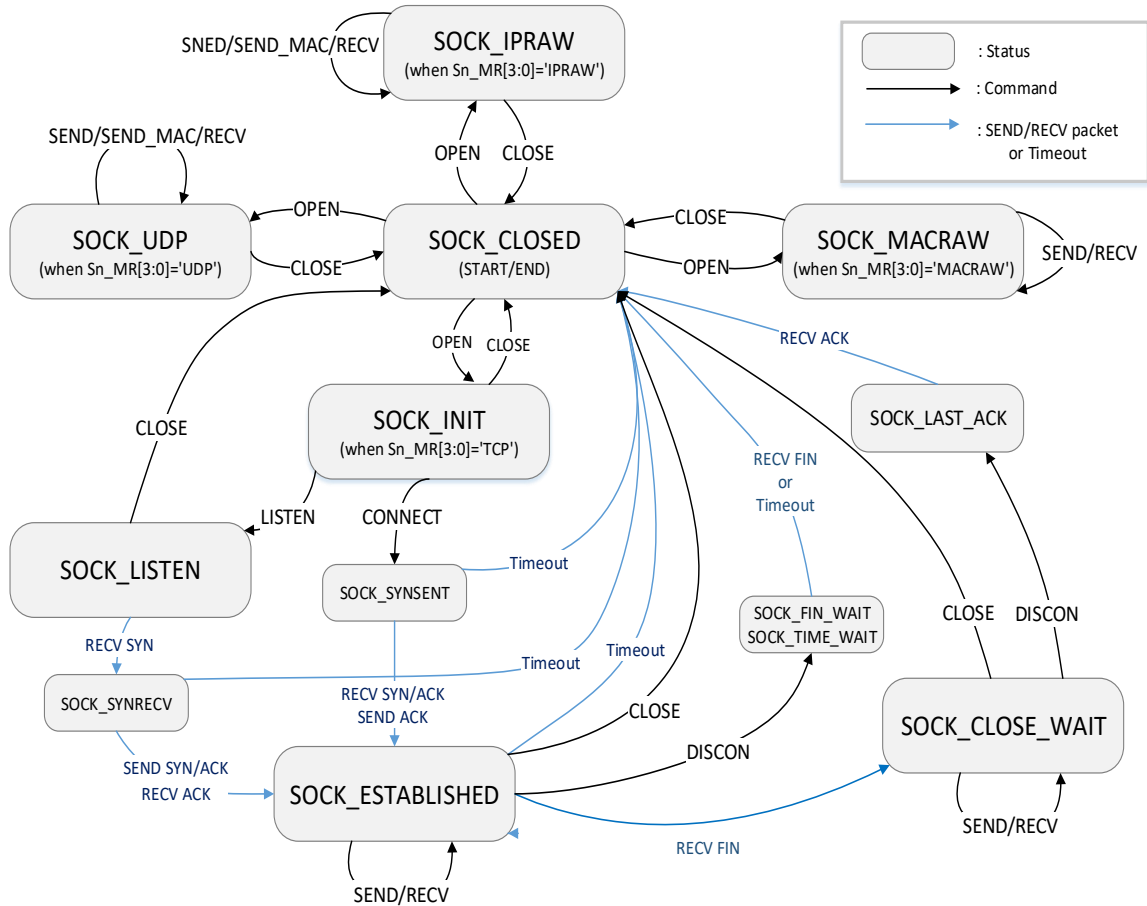 SNED/SEND_MAC/RECV
SOCK_IPRAW
(when Sn_MR[3:0]='IPRAW')
: Status
: Command
: SEND/RECV packet
or Timeout
SEND/SEND_MAC/RECV
OPEN
CLOSE
OPEN
CLOSE
SOCK_UDP
(when Sn_MR[3:0]='UDP')
CLOSE
SOCK_CLOSED
(START/END)
OPEN
SOCK_MACRAW
(when Sn_MR[3:0]='MACRAW')
SEND/RECV
OPEN
CLOSE
RECV ACK
SOCK_INIT
(when Sn_MR[3:0]='TCP')
SOCK_LAST_ACK
CLOSE
RECV FIN
or
Timeout
LISTEN
CONNECT
SOCK_LISTEN
Timeout
SOCK_SYNSENT
SOCK_FIN_WAIT
SOCK_TIME_WAIT
CLOSE
DISCON
RECV SYN
Timeout
Timeout
SOCK_SYNRECV
RECV SYN/ACK
SEND ACK
CLOSE
SOCK_CLOSE_WAIT
DISCON
SEND SYN/ACK
RECV ACK
SOCK_ESTABLISHED
SEND/RECV
RECV FIN
SEND/RECV